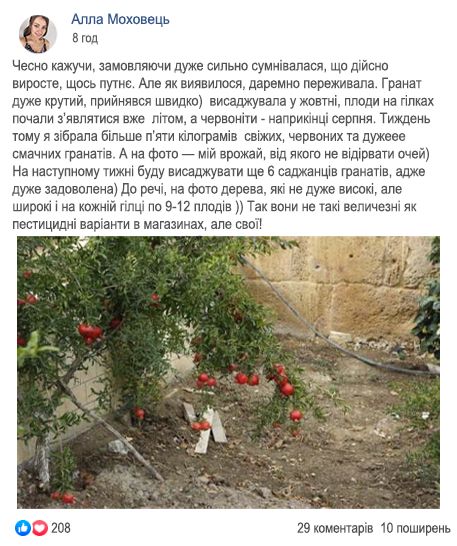 Алла Моховець
8 год
Чесно кажучи, замовляючи дуже сильно сумнівалася, що дійсно
виросте, щось путнє. Але як виявилося, даремно переживала. Гранат
дуже крутий, прийнявся швидко) висаджувала у жовтні, плоди на гілках
почали з'являтися вже літом, а червоніти - наприкінці серпня. Тиждень
тому я зібрала більше п'яти кілограмів свіжих, червоних та дужеее
смачних гранатів. А на фото — мій врожай, від якого не відірвати очей)
На наступному тижні буду висаджувати ще 6 саджанців гранатів, адже
дуже задоволена) До речі, на фото дерева, які не дуже високі, але
широкі і на кожній гілці по 9-12 плодів )) Так вони не такі величезні як
пестицидні варіанти в магазинах, але свої!
208
29 коментарів 10 поширень